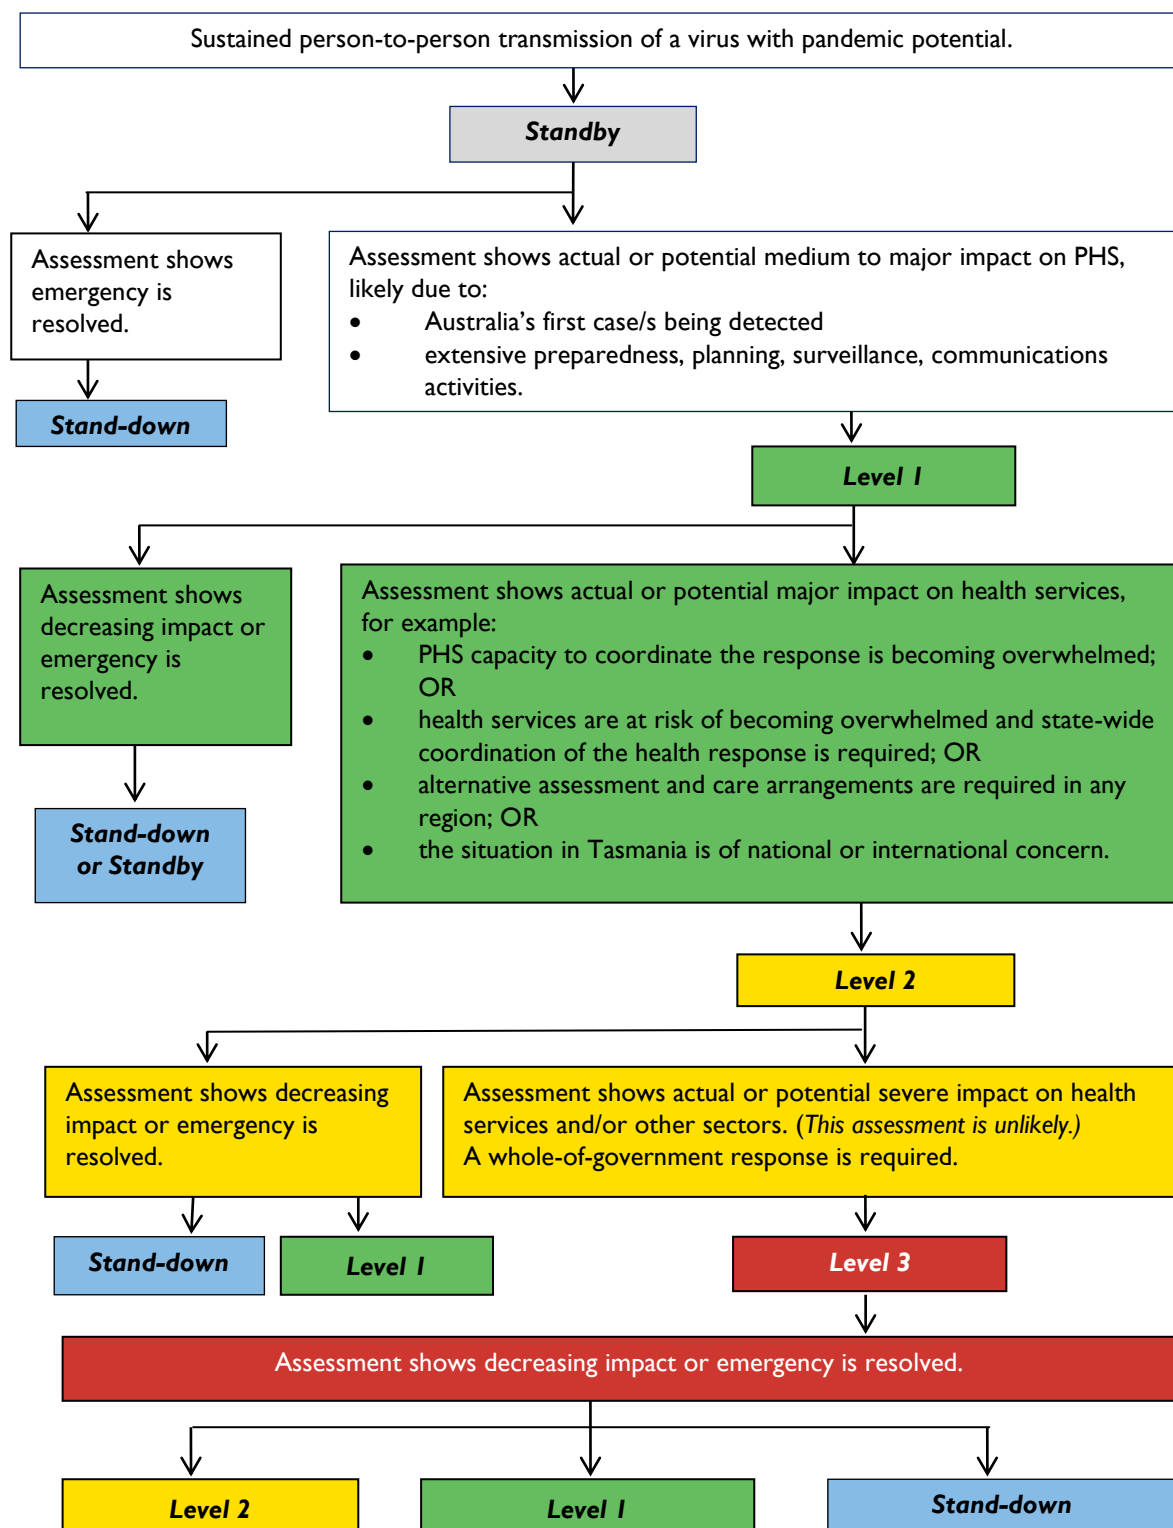 Sustained person-to-person transmission of a virus with pandemic potential.
Standby
Assessment shows
emergency is
resolved.
Stand-down
Assessment shows actual or potential medium to major impact on PHS,
likely due to:
• Australia’s first case/s being detected
• extensive preparedness, planning, surveillance, communications
activities.
Level 1
Assessment shows
decreasing impact or
emergency is
resolved.
Stand-down
or Standby
Assessment shows actual or potential major impact on health services,
for example:
• PHS capacity to coordinate the response is becoming overwhelmed;
OR
• health services are at risk of becoming overwhelmed and state-wide
coordination of the health response is required; OR
• alternative assessment and care arrangements are required in any
region; OR
• the situation in Tasmania is of national or international concern.
Level 2
Assessment shows decreasing
impact or emergency is
resolved.
Assessment shows actual or potential severe impact on health
services and/or other sectors. (This assessment is unlikely.)
A whole-of-government response is required.
Stand-down
Level 1
Level 3
Assessment shows decreasing impact or emergency is resolved.
Level 2
Level 1
Stand-down